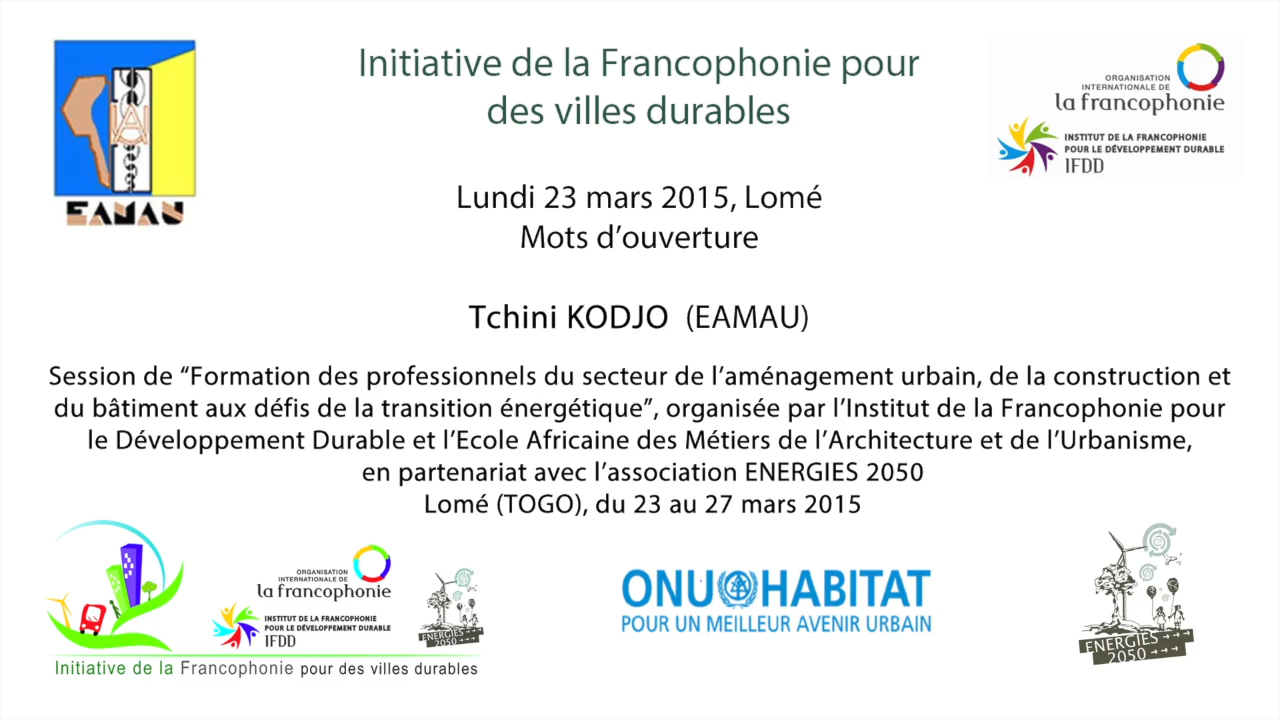 EAMAU
Initiative de la Francophonie pour
des villes durables
ORGANISATION
INTERNATIONALE DE
la francophonie
INSTITUT DE LA FRANCOPHONIE
POUR LE DÉVELOPPEMENT DURABLE
IFDD
Lundi 23 mars 2015, Lomé
Mots d’ouverture
Tchini KODJO (EAMAU)
Session de “Formation des professionnels du secteur de l’aménagement urbain, de la construction et
du bâtiment aux défis de la transition énergétique”, organisée par l’Institut de la Francophonie pour
le Développement Durable et l’Ecole Africaine des Métiers de l’Architecture et de l’Urbanisme,
en partenariat avec l’association ENERGIES 2050
Lomé (TOGO), du 23 au 27 mars 2015
ORGANISATION
INTERNATIONALE DE
la francophonie
INSTITUT DE LA FRANCOPHONIE
POUR LE DÉVELOPPEMENT DURABLE
IFDD
ENERGIES
2050
Initiative de la Francophonie pour des villes durables
ONU HABITAT
POUR UN MEILLEUR AVENIR URBAIN
ENERGIES
2050